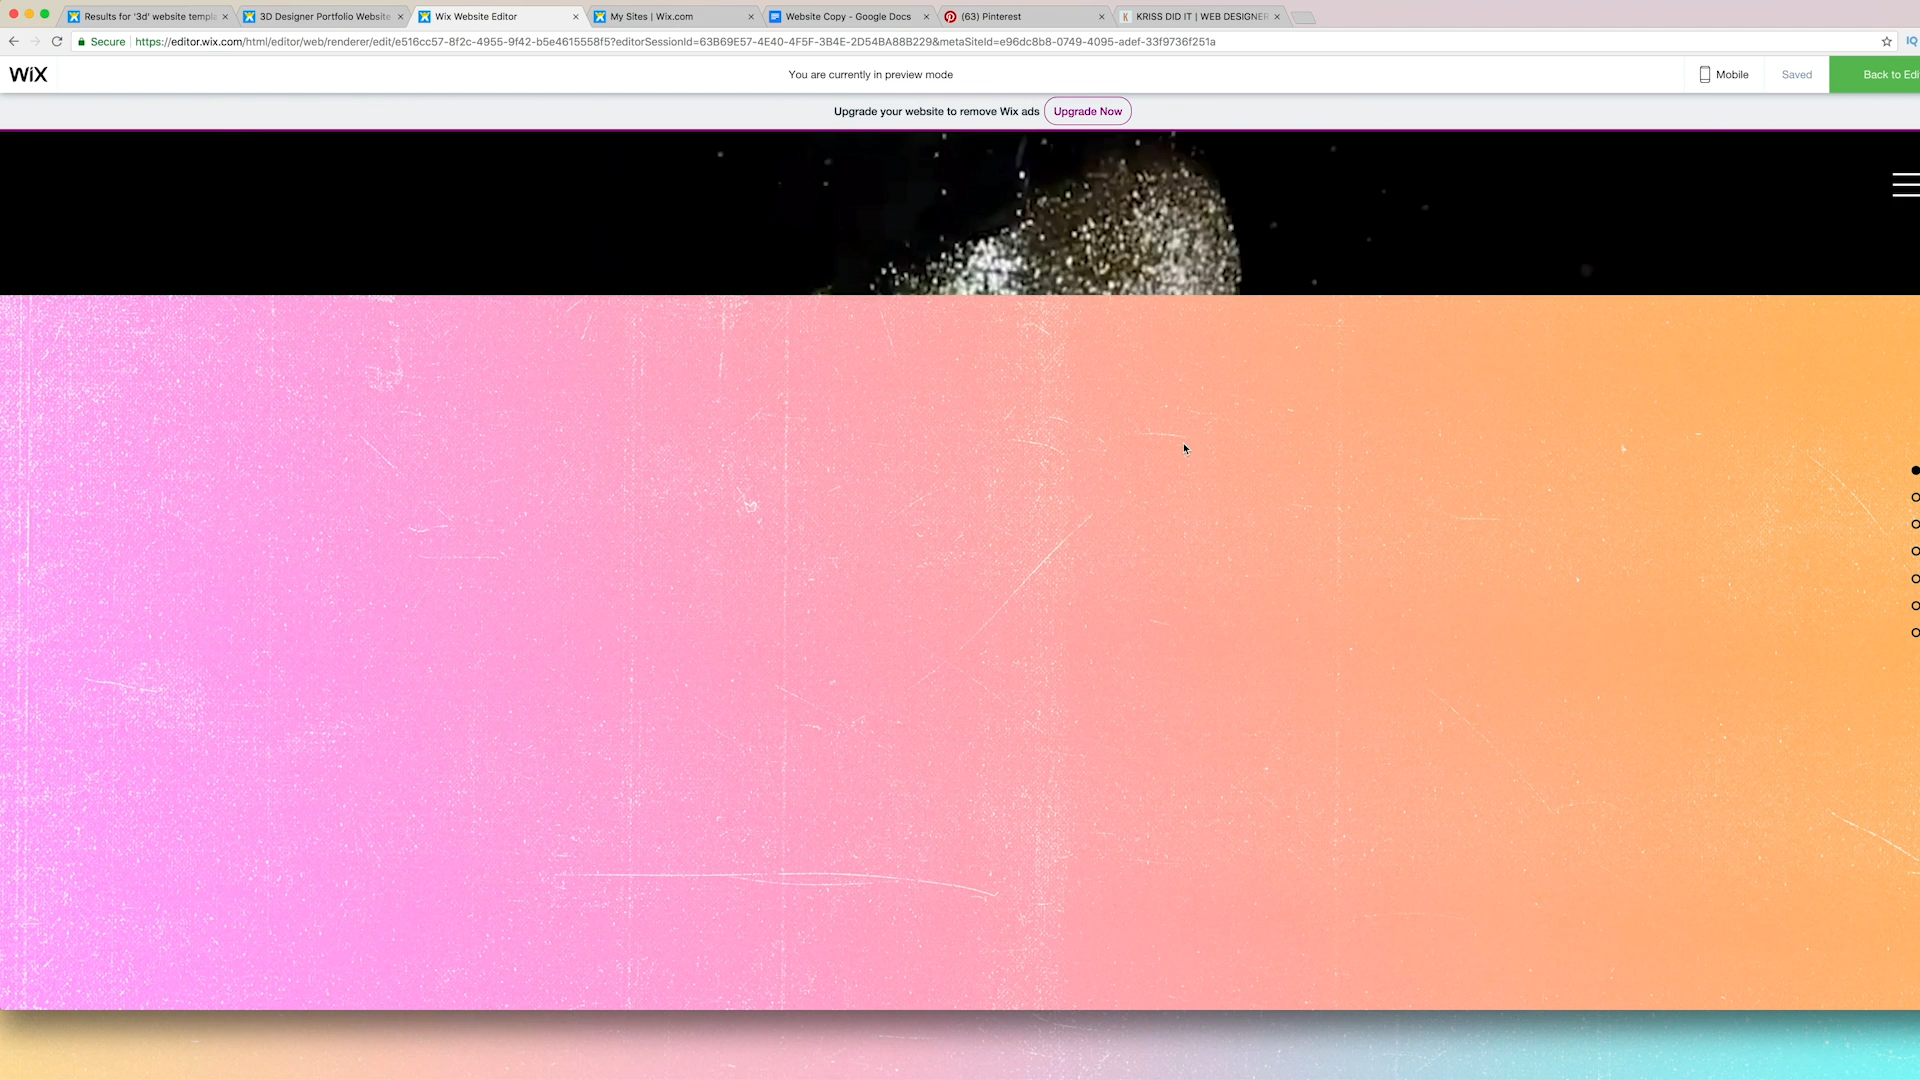 Results for '3d' website templa
3D Designer Portfolio Website
Wix Website Editor
My Sites | Wix.com
Website Copy - Google Docs
(63) Pinterest
K KRISS DID IT | WEB DESIGNER
Secure https://editor.wix.com/html/editor/web/renderer/edit/e516cc57-8f2c-4955-9f42-b5e4615558f5?editorSessionId=63B69E57-4E40-4F5F-3B4E-2D54BA88B229&metaSiteId=e96dc8b8-0749-4095-adef-33f9736f251a
IQ
WiX
You are currently in preview mode
Mobile
Saved
Back to Edi
Upgrade your website to remove Wix ads Upgrade Now